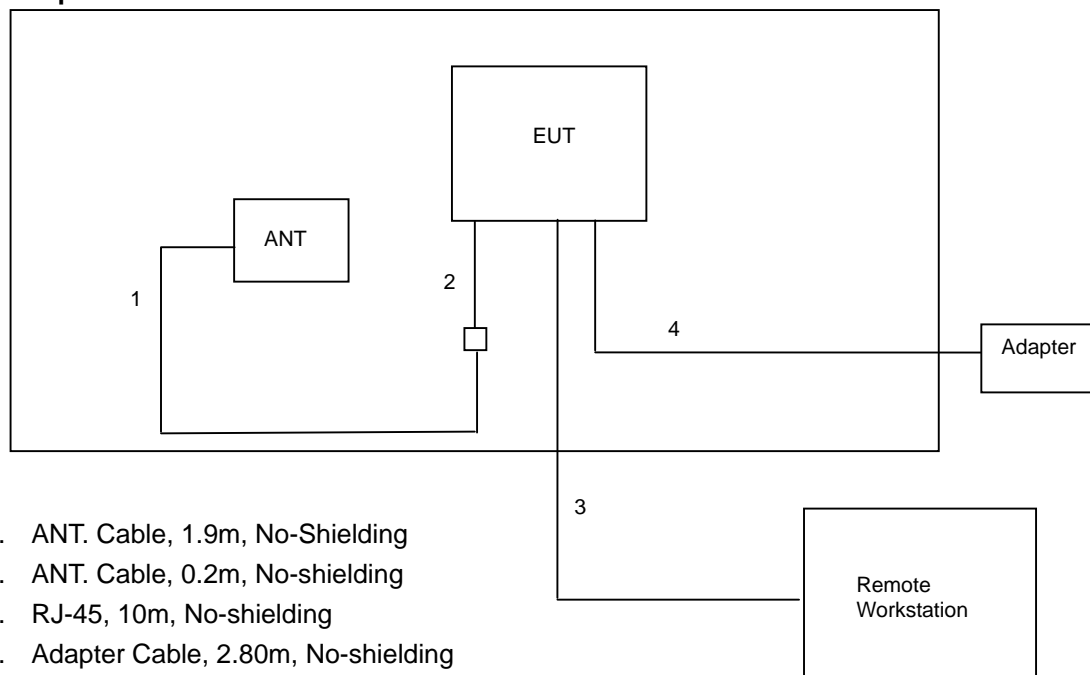 EUT
ANT
1
2
4
Adapter
3
. ANT. Cable, 1.9m, No-Shielding
. ANT. Cable, 0.2m, No-shielding
. RJ-45, 10m, No-shielding
. Adapter Cable, 2.80m, No-shielding
Remote
Workstation